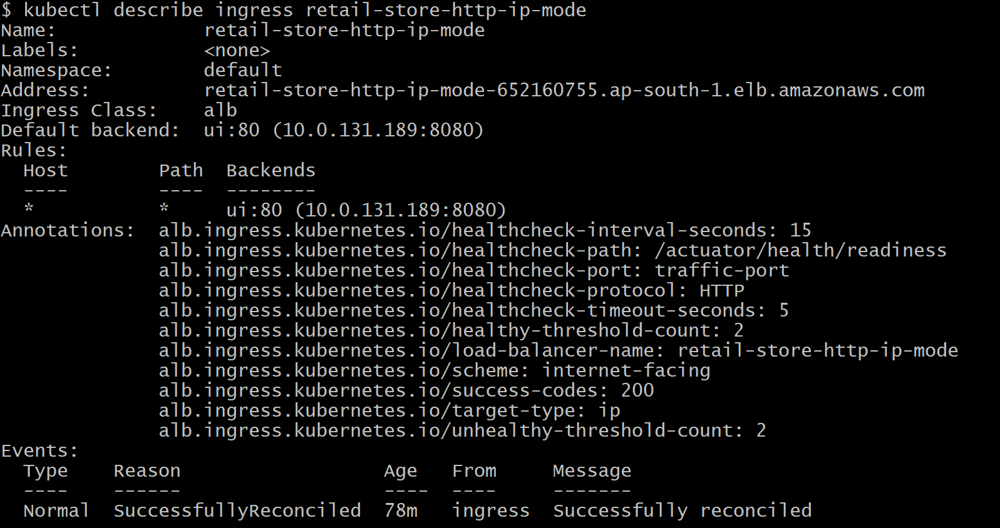 $ kubectl describe ingress retail-store-http-ip-mode
Name:             retail-store-http-ip-mode
Labels:           <none>
Namespace:        default
Address:          retail-store-http-ip-mode-652160755.ap-south-1.elb.amazonaws.com
Ingress Class:    alb
Default backend:  ui:80 (10.0.131.189:8080)
Rules:
  Host        Path  Backends
  ----        ----  --------
  *           *     ui:80 (10.0.131.189:8080)
Annotations:  alb.ingress.kubernetes.io/healthcheck-interval-seconds: 15
              alb.ingress.kubernetes.io/healthcheck-path: /actuator/health/readiness
              alb.ingress.kubernetes.io/healthcheck-port: traffic-port
              alb.ingress.kubernetes.io/healthcheck-protocol: HTTP
              alb.ingress.kubernetes.io/healthcheck-timeout-seconds: 5
              alb.ingress.kubernetes.io/healthy-threshold-count: 2
              alb.ingress.kubernetes.io/load-balancer-name: retail-store-http-ip-mode
              alb.ingress.kubernetes.io/scheme: internet-facing
              alb.ingress.kubernetes.io/success-codes: 200
              alb.ingress.kubernetes.io/target-type: ip
              alb.ingress.kubernetes.io/unhealthy-threshold-count: 2
Events:
  Type    Reason                  Age   From     Message
  ----    ------                  ----  ----     -------
  Normal  SuccessfullyReconciled  78m   ingress  Successfully reconciled